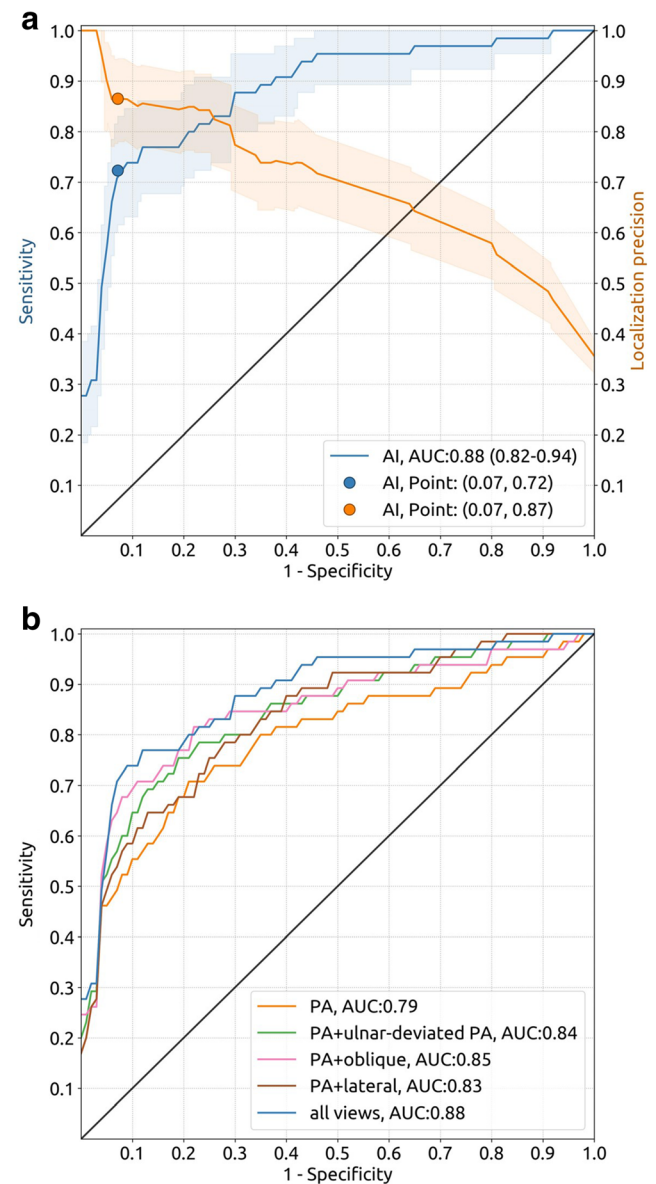 a
1.0
0.9
0.8
0.7
0.6
0.5
0.4
0.3
0.2
0.1
Sensitivity
1.0
0.9
0.8
0.7
0.6
0.5
0.4
0.3
0.2
0.1
Localization precision
AI, AUC:0.88 (0.82-0.94)
AI, Point: (0.07, 0.72)
AI, Point: (0.07, 0.87)
0.1 0.2 0.3 0.4 0.5 0.6 0.7 0.8 0.9 1.0
1 - Specificity
b
1.0
0.9
0.8
0.7
0.6
0.5
0.4
0.3
0.2
0.1
Sensitivity
PA, AUC:0.79
PA+ulnar-deviated PA, AUC:0.84
PA+oblique, AUC:0.85
PA+lateral, AUC:0.83
all views, AUC:0.88
0.1 0.2 0.3 0.4 0.5 0.6 0.7 0.8 0.9 1.0
1 - Specificity